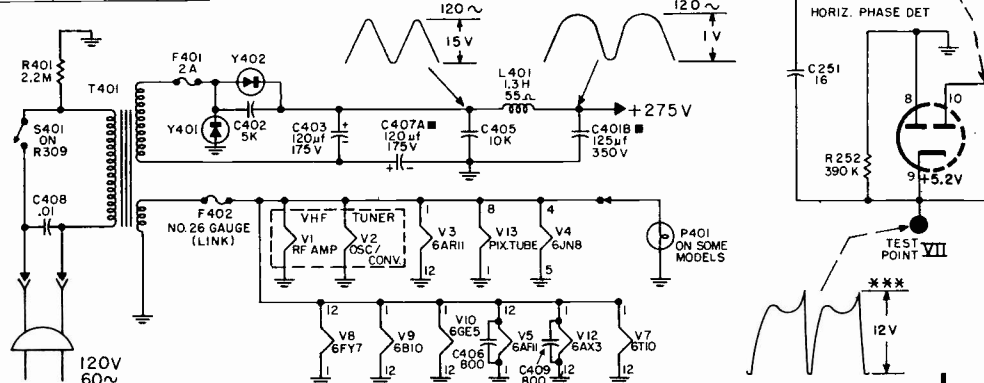 120∿
15V
120∿
1V
HORIZ. PHASE DET
R401
2.2M
T401
F401
2A
Y402
Y401
C402
5K
C403
120µf
175V
C407A■
120µf
175V
+ -
L401
1.3H
55Ω
+275V
C405
10K
C401B■
125µf
350V
C251
16
8
10
R252
390K
9
+5.2V
TEST
POINT VII
S401
ON
R309
C408
.01
F402
NO.26 GAUGE
(LINK)
VHF TUNER
V1
RF AMP
V2
OSC/
CONV.
1
V3
6AR11
12
8
V13
PIX.TUBE
1
4
V4
6JN8
5
P401
ON SOME
MODELS
***
12V
12
V8
6FY7
1
1
V9
6B10
12
1
V10
6GE5
12
12
V5
6AF11
C406
800
1
1
V12
6AX3
C409
800
12
1
V7
6T10
12
120V
60∿